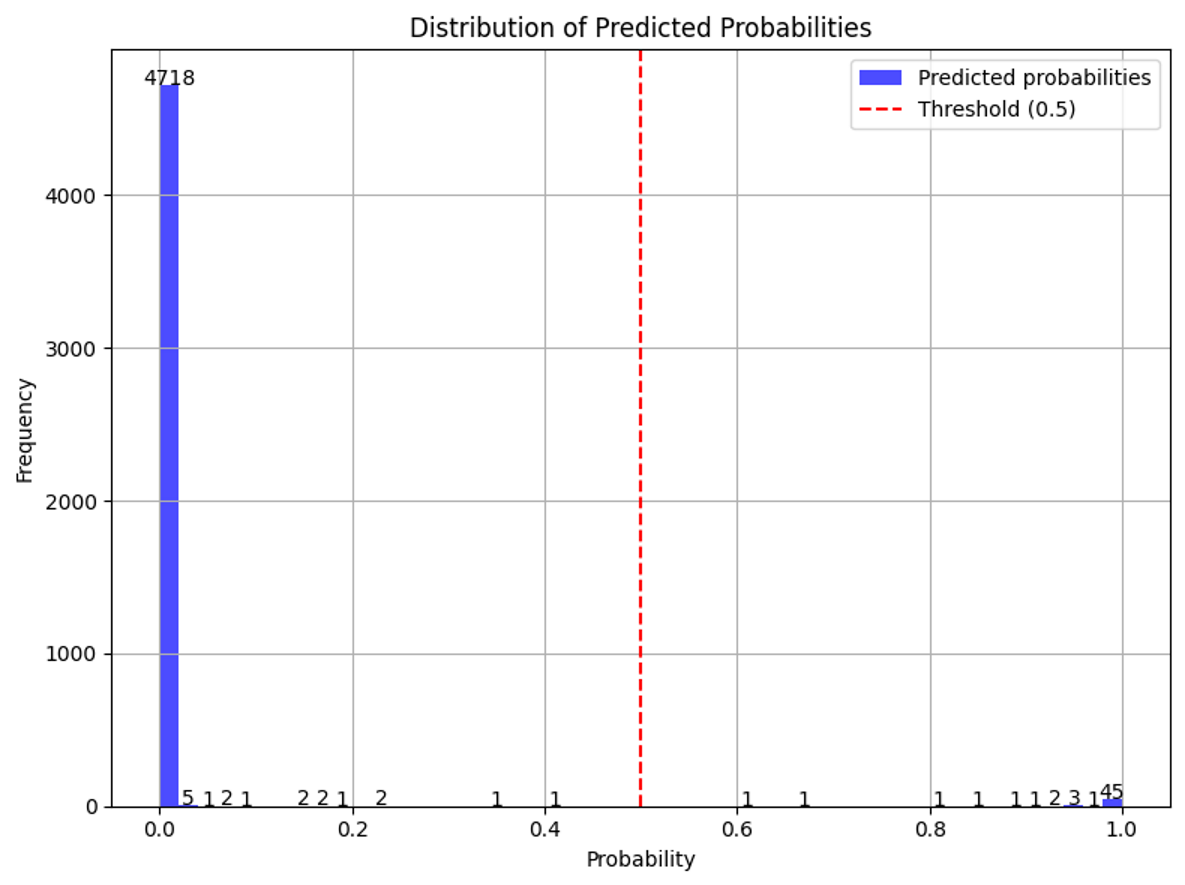 Distribution of Predicted Probabilities
4718
Predicted probabilities
Threshold (0.5)
4000
3000
2000
1000
0
Frequency
5 1 2 1 2 2 1 2 1 1 1 1 1 1 1 1 2 3 1 45
0.0 0.2 0.4 0.6 0.8 1.0
Probability